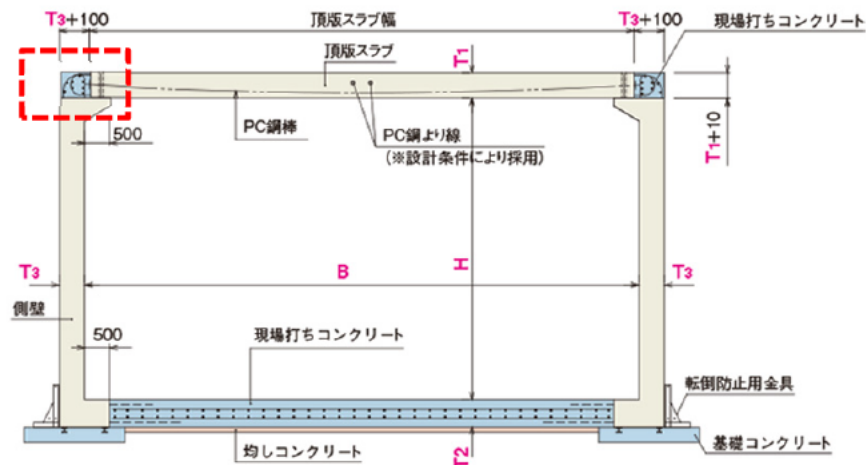 T3+100
頂版スラブ幅
T3+100
現場打ちコンクリート
頂版スラブ
T1
T1+10
500
PC鋼棒
PC鋼より線
(※設計条件により採用)
T3
B
H
T3
側壁
500
現場打ちコンクリート
転倒防止用金具
均しコンクリート
T2
基礎コンクリート